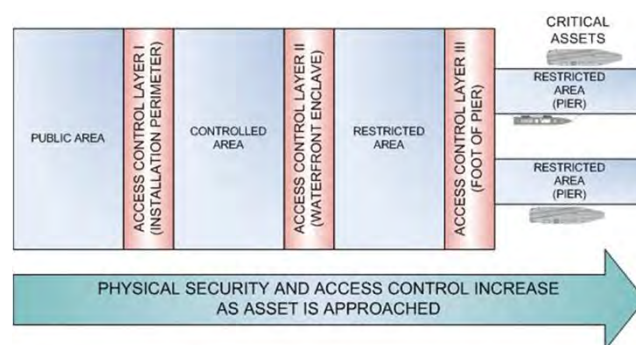 CRITICAL
ASSETS
PUBLIC AREA
ACCESS CONTROL LAYER I
(INSTALLATION PERIMETER)
CONTROLLED
AREA
ACCESS CONTROL LAYER II
(WATERFRONT ENCLAVE)
RESTRICTED
AREA
ACCESS CONTROL LAYER III
(FOOT OF PIER)
RESTRICTED
AREA
(PIER)
RESTRICTED
AREA
(PIER)
PHYSICAL SECURITY AND ACCESS CONTROL INCREASE
AS ASSET IS APPROACHED